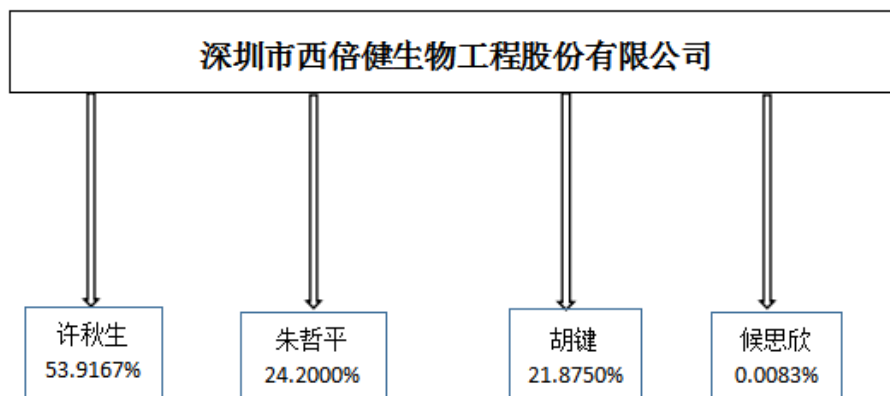 深圳市西倍健生物工程股份有限公司
许秋生
53.9167%
朱哲平
24.2000%
胡键
21.8750%
候思欣
0.0083%